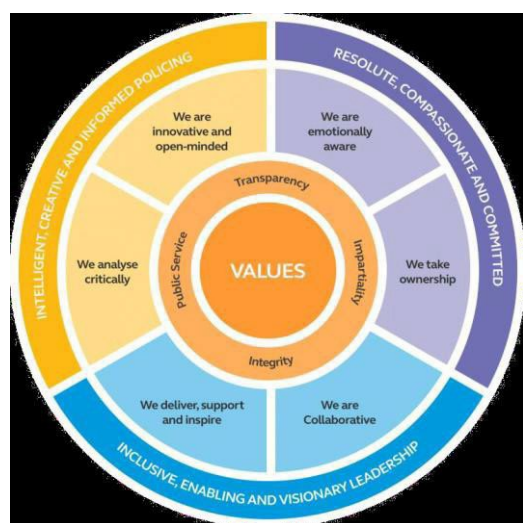 INTELLIGENT, CREATIVE AND INFORMED POLICING
RESOLUTE, COMPASSIONATE AND COMMITTED
We are
innovative and
open-minded
We are
emotionally
aware
Transparency
We analyse
critically
Public Service
VALUES
Impartiality
We take
ownership
Integrity
We deliver, support
and inspire
We are
Collaborative
INCLUSIVE, ENABLING AND VISIONARY LEADERSHIP